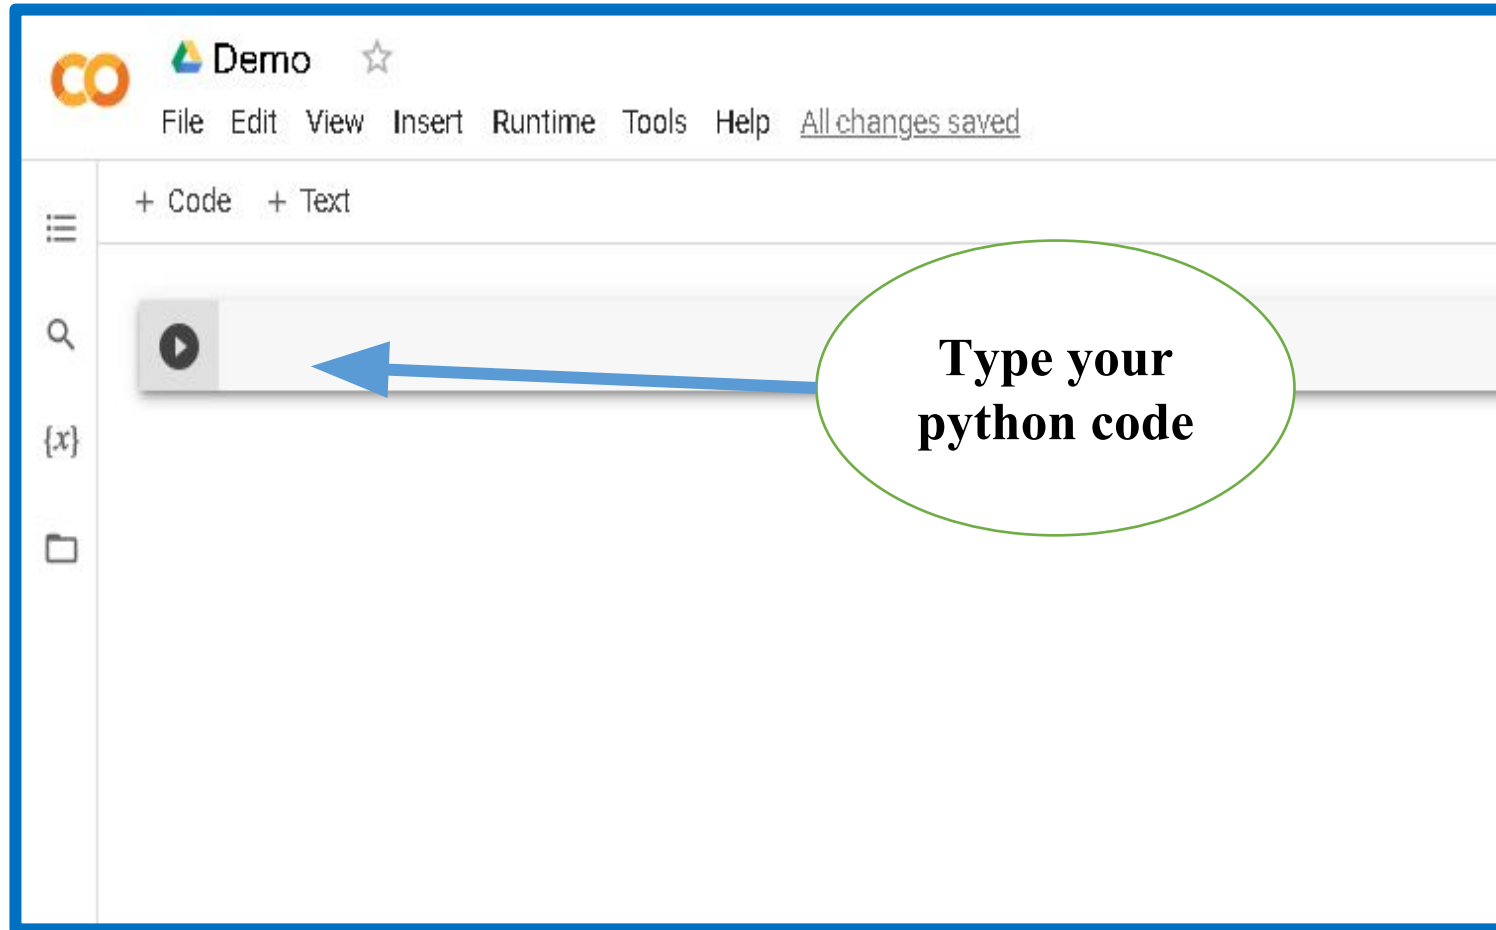 CO
Demo
File Edit View Insert Runtime Tools Help All changes saved
+ Code + Text
Type your
python code
{x}